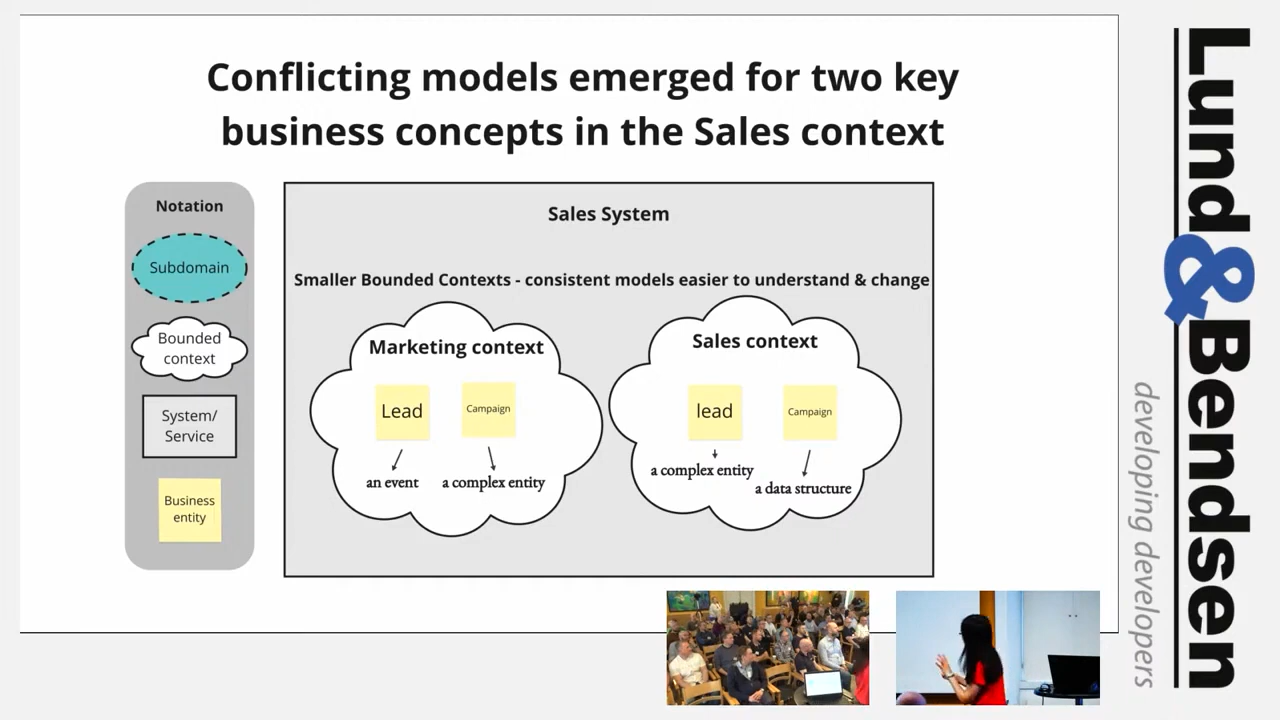 Conflicting models emerged for two key
business concepts in the Sales context
Notation
Subdomain
Bounded
context
System/
Service
Business
entity
Sales System
Smaller Bounded Contexts - consistent models easier to understand & change
Marketing context
Lead
Campaign
an event
a complex entity
Sales context
lead
Campaign
a complex entity
a data structure
Lund&Bendsen
developing developers